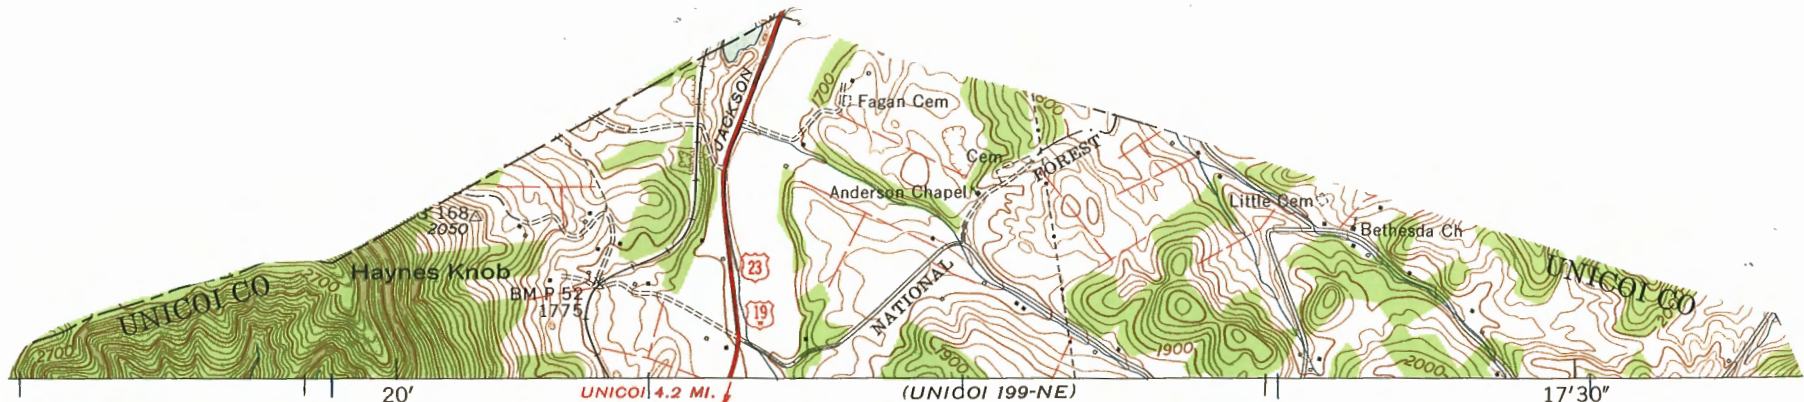 JACKSON
700
Fagan Cem
Cem
FOREST
Anderson Chapel
Little Cem
Bethesda Ch
168
2050
Haynes Knob
BM P 52
1775
23
19
W
NATIONAL
UNICOI CO
UNICOI CO
2700
1900
1900
2000
20'
UNICOI 4.2 MI.
(UNICOI 199-NE)
17'30"